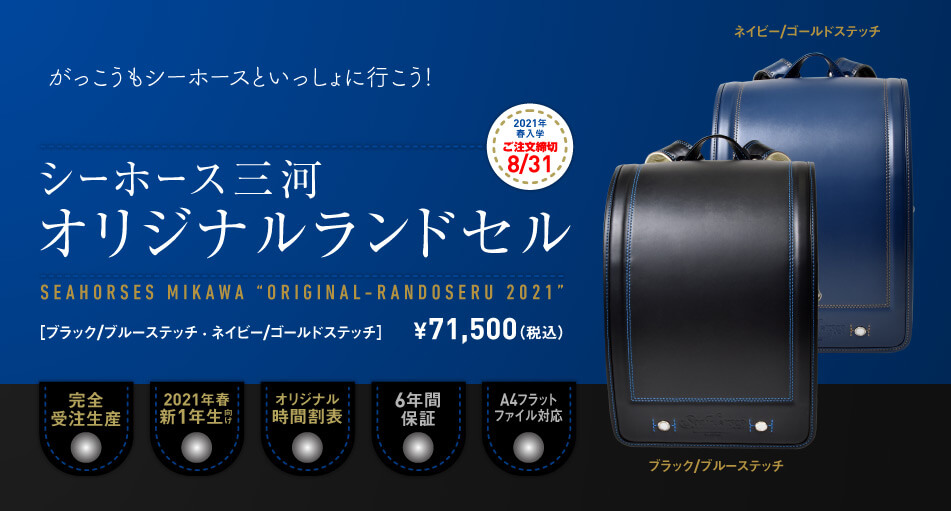 ネイビー/ゴールドステッチ
がっこうもシーホースといっしょに行こう!
2021年
春入学
ご注文締切
8/31
シーホース三河
オリジナルランドセル
SEAHORSES MIKAWA “ORIGINAL-RANDOSERU 2021”
[ブラック/ブルーステッチ・ネイビー/ゴールドステッチ] ¥71,500(税込)
完全
受注生産
2021年春
新1年生向け
オリジナル
時間割表
6年間
保証
A4フラット
ファイル対応
ブラック/ブルーステッチ